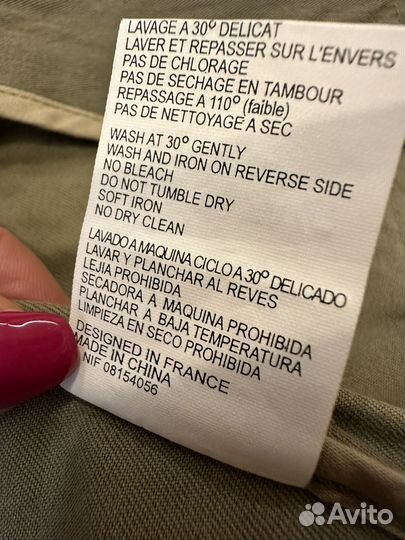 LAVAGE A 30° DELICAT
LAVER ET REPASSER SUR L'ENVERS
PAS DE CHLORAGE
PAS DE SECHAGE EN TAMBOUR
REPASSAGE A 110° (faible)
PAS DE NETTOYAGE A SEC
WASH AT 30° GENTLY
WASH AND IRON ON REVERSE SIDE
NO BLEACH
DO NOT TUMBLE DRY
SOFT IRON
NO DRY CLEAN
LAVADO A MAQUINA CICLO A 30° DELICADO
LAVAR Y PLANCHAR AL REVES
LEJIA PROHIBIDA
SECADORA A MAQUINA PROHIBIDA
PLANCHAR A BAJA TEMPERATURA
LIMPIEZA EN SECO PROHIBIDA
DESIGNED IN FRANCE
MADE IN CHINA
NIF 08154056
Avito